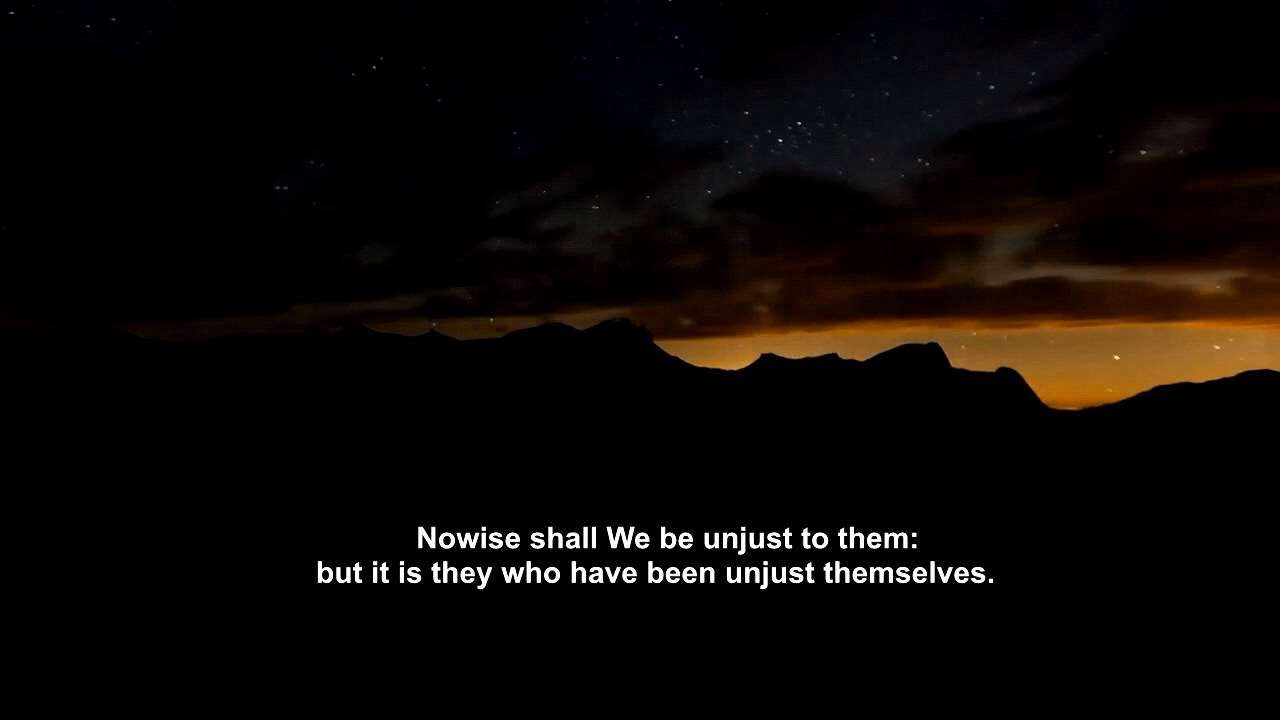 Nowise shall We be unjust to them:
but it is they who have been unjust themselves.